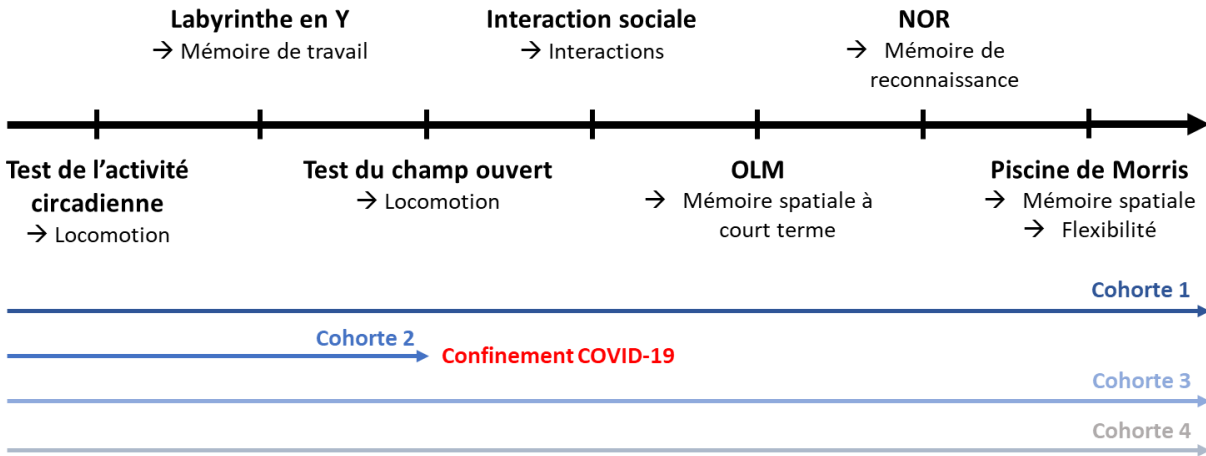 Labyrinthe en Y
→ Mémoire de travail
Interaction sociale
→ Interactions
NOR
→ Mémoire de
reconnaissance
Test de l'activité
circadienne
→ Locomotion
Test du champ ouvert
→ Locomotion
OLM
→ Mémoire spatiale à
court terme
Piscine de Morris
→ Mémoire spatiale
→ Flexibilité
Cohorte 1
Cohorte 2
Confinement COVID-19
Cohorte 3
Cohorte 4